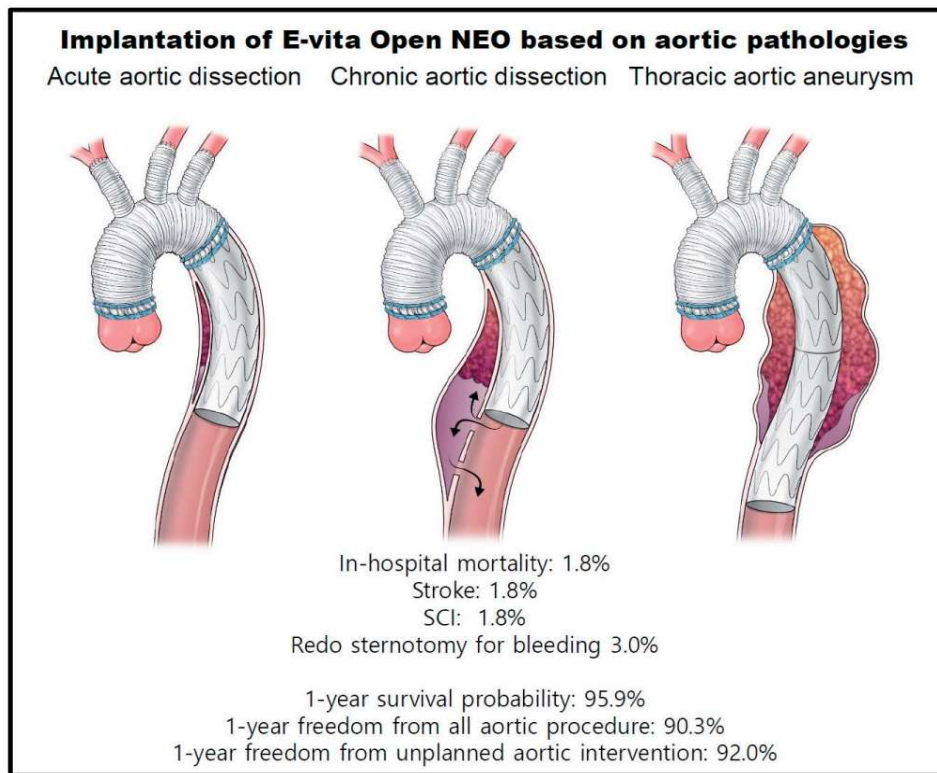 Implantation of E-vita Open NEO based on aortic pathologies
Acute aortic dissection Chronic aortic dissection Thoracic aortic aneurysm
In-hospital mortality: 1.8%
Stroke: 1.8%
SCI: 1.8%
Redo sternotomy for bleeding 3.0%
1-year survival probability: 95.9%
1-year freedom from all aortic procedure: 90.3%
1-year freedom from unplanned aortic intervention: 92.0%